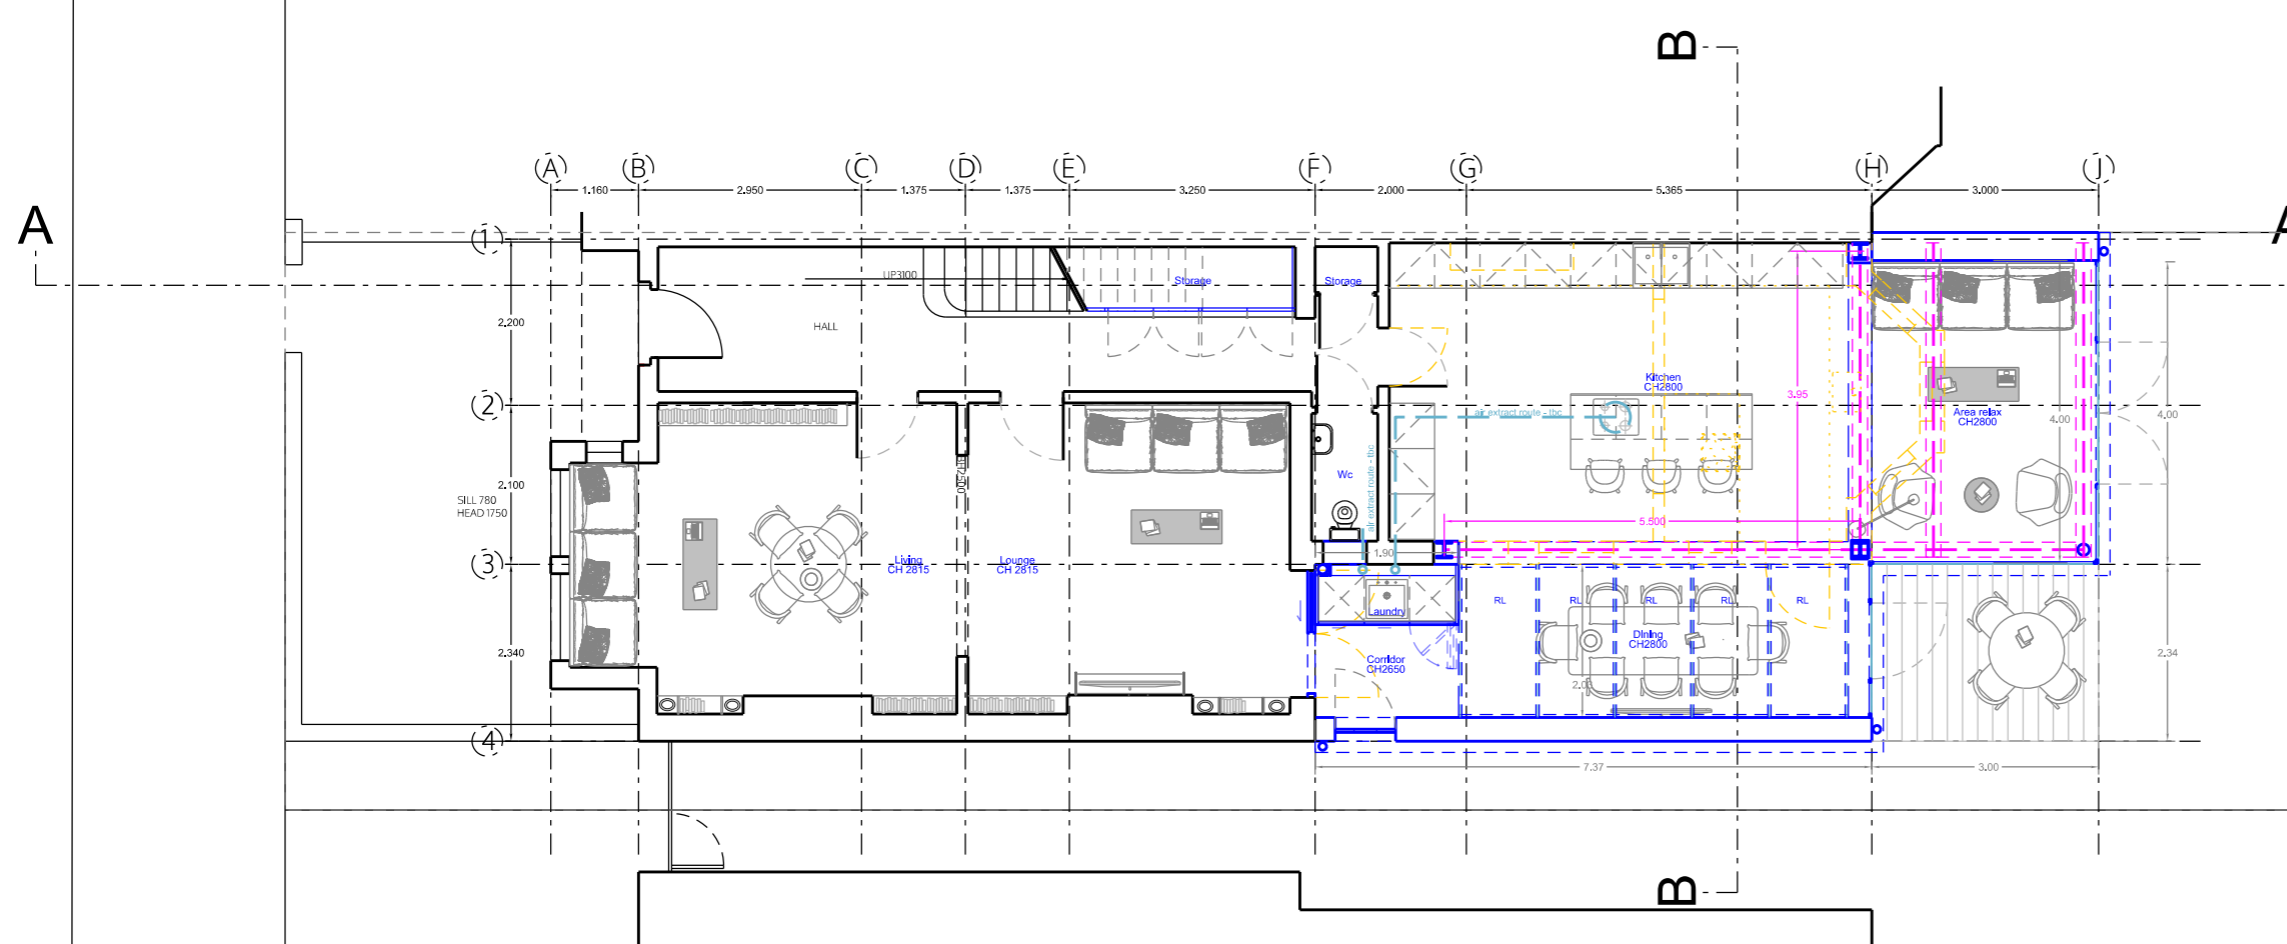 B
A B C D E F G H J
1.160 2.950 1.375 1.375 3.250 2.000 5.365 3.000
A
A
1
UP3100
Storage
Storage
2.200
HALL
Kitchen
CH2800
3.95
2
air extract route - tbc
Area relax
CH2800
4.00
4.00
air extract route - tbc
Wc
2.100
SILL 780
HEAD 1750
5.500
1.90
3
Living
CH 2815
Lounge
CH 2815
RL RL RL RL RL
Laundry
Dining
CH2800
2.340
Corridor
CH2650
2.34
4
7.37
3.00
B